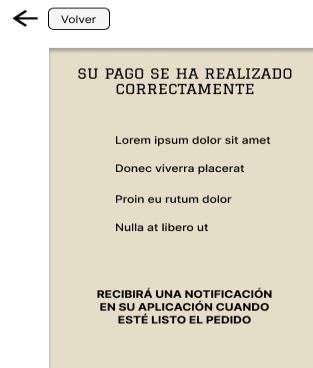 Volver
SU PAGO SE HA REALIZADO
CORRECTAMENTE
Lorem ipsum dolor sit amet
Donec viverra placerat
Proin eu rutum dolor
Nulla at libero ut
RECIBIRÁ UNA NOTIFICACIÓN
EN SU APLICACIÓN CUANDO
ESTÉ LISTO EL PEDIDO